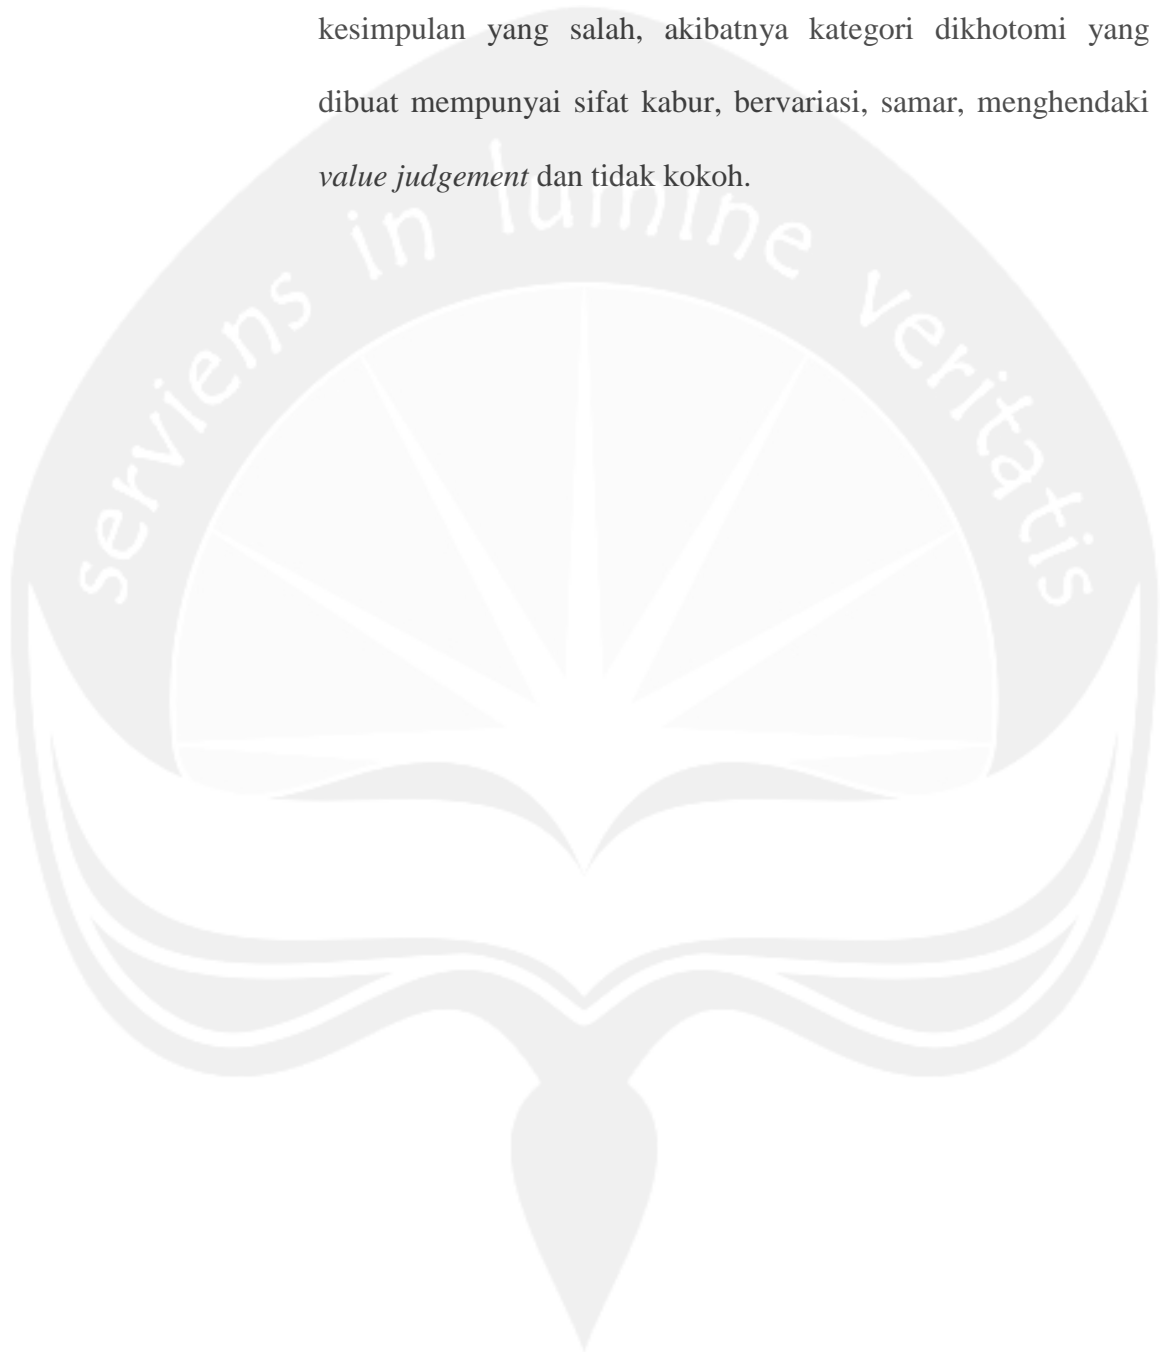 kesimpulan yang salah, akibatnya kategori dikhotomi yang
dibuat mempunyai sifat kabur, bervariasi, samar, menghendaki
value judgement dan tidak kokoh.
serviens in lumine veritatis